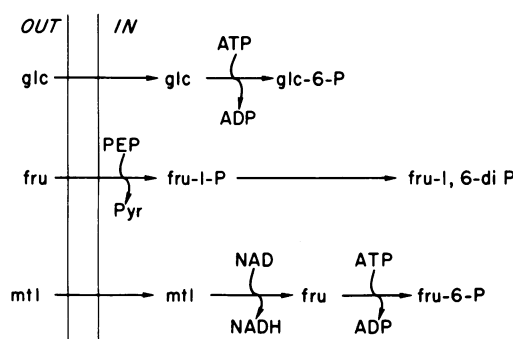 OUT IN
ATP
glc glc glc-6-P
ADP
PEP
fru fru-1-P fru-1, 6-di P
Pyr
NAD ATP
mtl mtl fru fru-6-P
NADH ADP